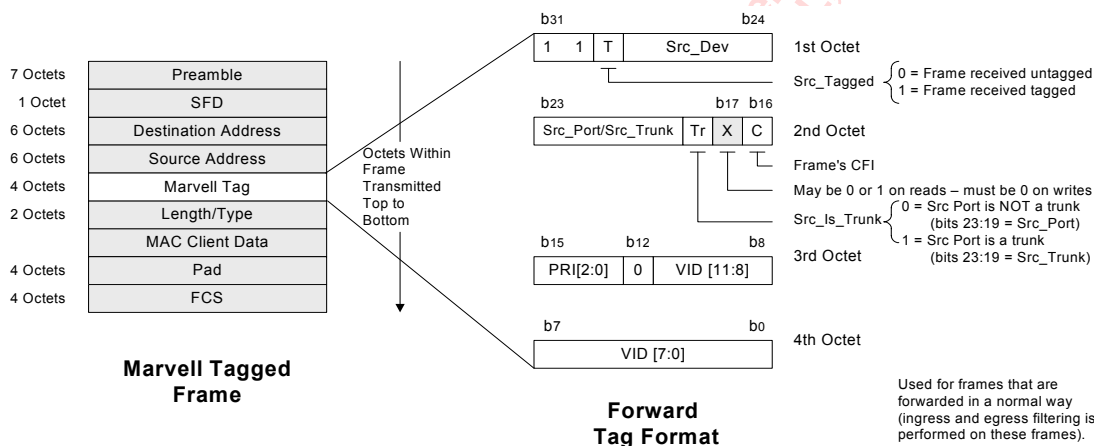 7 Octets
Preamble
1 Octet
SFD
6 Octets
Destination Address
6 Octets
Source Address
4 Octets
Marvell Tag
2 Octets
Length/Type
MAC Client Data
4 Octets
Pad
4 Octets
FCS
Marvell Tagged
Frame
Octets Within
Frame
Transmitted
Top to
Bottom
b31 b24
1 1 T Src_Dev
1st Octet
Src_Tagged
0 = Frame received untagged
1 = Frame received tagged
b23 b17 b16
Src_Port/Src_Trunk Tr X C
2nd Octet
Frame's CFI
May be 0 or 1 on reads – must be 0 on writes
Src_Is_Trunk
0 = Src Port is NOT a trunk
(bits 23:19 = Src_Port)
1 = Src Port is a trunk
(bits 23:19 = Src_Trunk)
b15 b12 b8
PRI[2:0] 0 VID [11:8]
3rd Octet
b7 b0
VID [7:0]
4th Octet
Forward
Tag Format
Used for frames that are
forwarded in a normal way
(ingress and egress filtering is
performed on these frames).